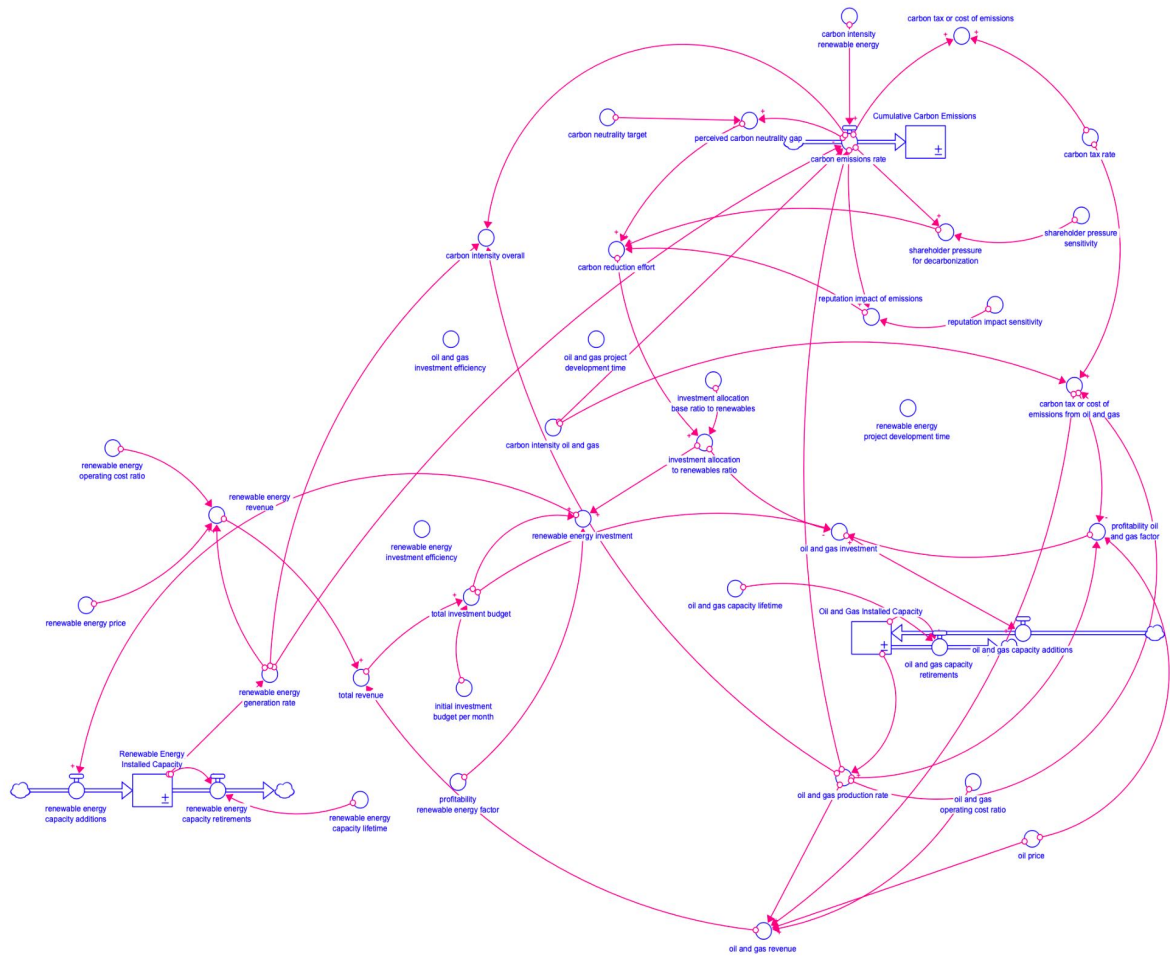 carbon intensity
renewable energy
carbon tax or cost of emissions
carbon neutrality target
perceived carbon neutrality gap
Cumulative Carbon Emissions
carbon emissions rate
carbon tax rate
shareholder pressure
sensitivity
shareholder pressure
for decarbonization
carbon intensity overall
carbon reduction effort
reputation impact of emissions
reputation impact sensitivity
oil and gas
investment efficiency
oil and gas project
development time
investment allocation
base ratio to renewables
carbon tax or cost of
emissions from oil and gas
renewable energy
project development time
carbon intensity oil and gas
investment allocation
to renewables ratio
renewable energy
operating cost ratio
renewable energy
revenue
renewable energy
investment efficiency
renewable energy investment
oil and gas investment
profitability oil
and gas factor
renewable energy price
total investment budget
oil and gas capacity lifetime
Oil and Gas Installed Capacity
oil and gas capacity additions
oil and gas capacity
retirements
renewable energy
generation rate
total revenue
initial investment
budget per month
Renewable Energy
Installed Capacity
renewable energy
capacity additions
renewable energy
capacity retirements
renewable energy
capacity lifetime
profitability
renewable energy factor
oil and gas production rate
oil and gas
operating cost ratio
oil price
oil and gas revenue